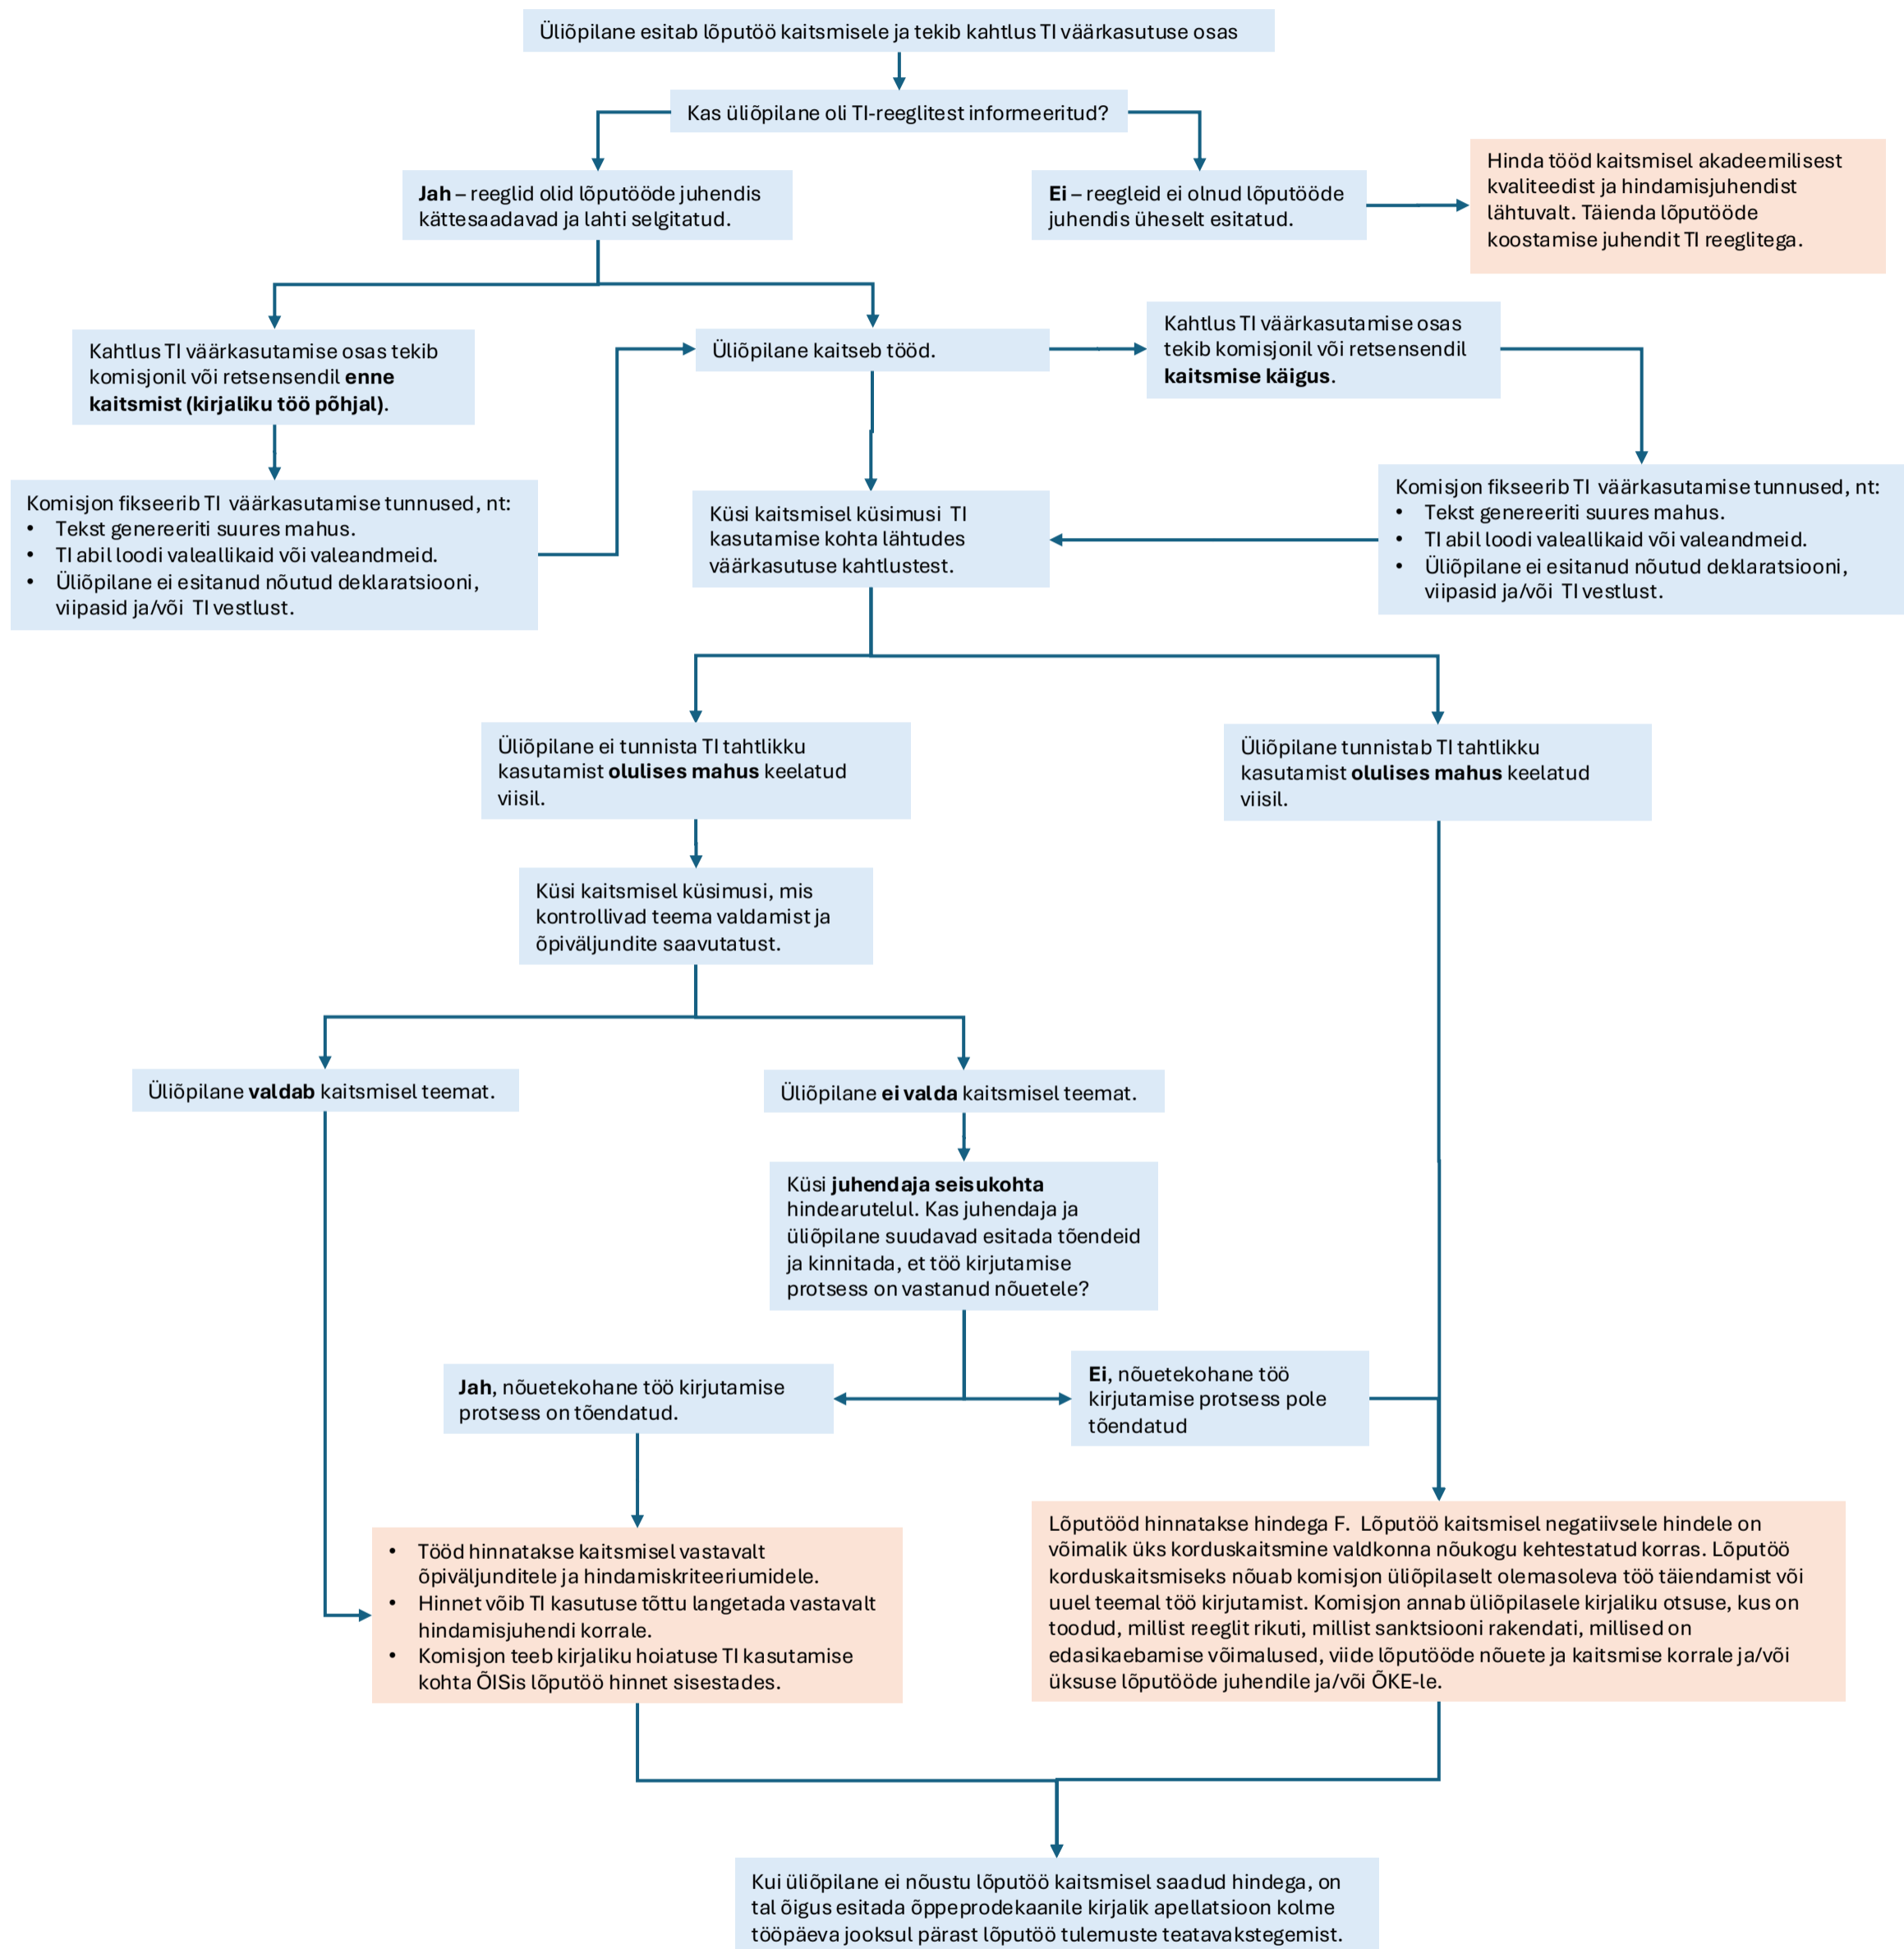 Üliõpilane esitab lõputöö kaitsmisele ja tekib kahtlus TI väärkasutuse osas
Kas üliõpilane oli TI-reeglitest informeeritud?
Jah – reeglid olid lõputööde juhendis
kättesaadavad ja lahti selgitatud.
Ei – reegleid ei olnud lõputööde
juhendis üheselt esitatud.
Hinda tööd kaitsmisel akadeemilisest
kvaliteedist ja hindamisjuhendist
lähtuvalt. Täienda lõputööde
koostamise juhendit TI reeglitega.
Kahtlus TI väärkasutamise osas tekib
komisjonil või retsensendil enne
kaitsmist (kirjaliku töö põhjal).
Üliõpilane kaitseb tööd.
Kahtlus TI väärkasutamise osas
tekib komisjonil või retsensendil
kaitsmise käigus.
Komisjon fikseerib TI väärkasutamise tunnused, nt:
• Tekst genereeriti suures mahus.
• TI abil loodi valeallikaid või valeandmeid.
• Üliõpilane ei esitanud nõutud deklaratsiooni,
viipasid ja/või TI vestlust.
Küsi kaitsmisel küsimusi TI
kasutamise kohta lähtudes
väärkasutuse kahtlustest.
Komisjon fikseerib TI väärkasutamise tunnused, nt:
• Tekst genereeriti suures mahus.
• TI abil loodi valeallikaid või valeandmeid.
• Üliõpilane ei esitanud nõutud deklaratsiooni,
viipasid ja/või TI vestlust.
Üliõpilane ei tunnista TI tahtlikku
kasutamist olulises mahus keelatud
viisil.
Üliõpilane tunnistab TI tahtlikku
kasutamist olulises mahus keelatud
viisil.
Küsi kaitsmisel küsimusi, mis
kontrollivad teema valdamist ja
õpiväljundite saavutatust.
Üliõpilane valdab kaitsmisel teemat.
Üliõpilane ei valda kaitsmisel teemat.
Küsi juhendaja seisukohta
hindearutelul. Kas juhendaja ja
üliõpilane suudavad esitada tõendeid
ja kinnitada, et töö kirjutamise
protsess on vastanud nõuetele?
Jah, nõuetekohane töö kirjutamise
protsess on tõendatud.
Ei, nõuetekohane töö
kirjutamise protsess pole
tõendatud
• Tööd hinnatakse kaitsmisel vastavalt
õpiväljunditele ja hindamiskriteeriumidele.
• Hinnet võib TI kasutuse tõttu langetada vastavalt
hindamisjuhendi korrale.
• Komisjon teeb kirjaliku hoiatuse TI kasutamise
kohta ÕISis lõputöö hinnet sisestades.
Lõputööd hinnatakse hindega F. Lõputöö kaitsmisel negatiivsele hindele on
võimalik üks korduskaitsmine valdkonna nõukogu kehtestatud korras. Lõputöö
korduskaitsmiseks nõuab komisjon üliõpilaselt olemasoleva töö täiendamist või
uuel teemal töö kirjutamist. Komisjon annab üliõpilasele kirjaliku otsuse, kus on
toodud, millist reeglit rikuti, millist sanktsiooni rakendati, millised on
edasikaebamise võimalused, viide lõputööde nõuete ja kaitsmise korrale ja/või
üksuse lõputööde juhendile ja/või ÕKE-le.
Kui üliõpilane ei nõustu lõputöö kaitsmisel saadud hindega, on
tal õigus esitada õppeprodekaanile kirjalik apellatsioon kolme
tööpäeva jooksul pärast lõputöö tulemuste teatavakstegemist.